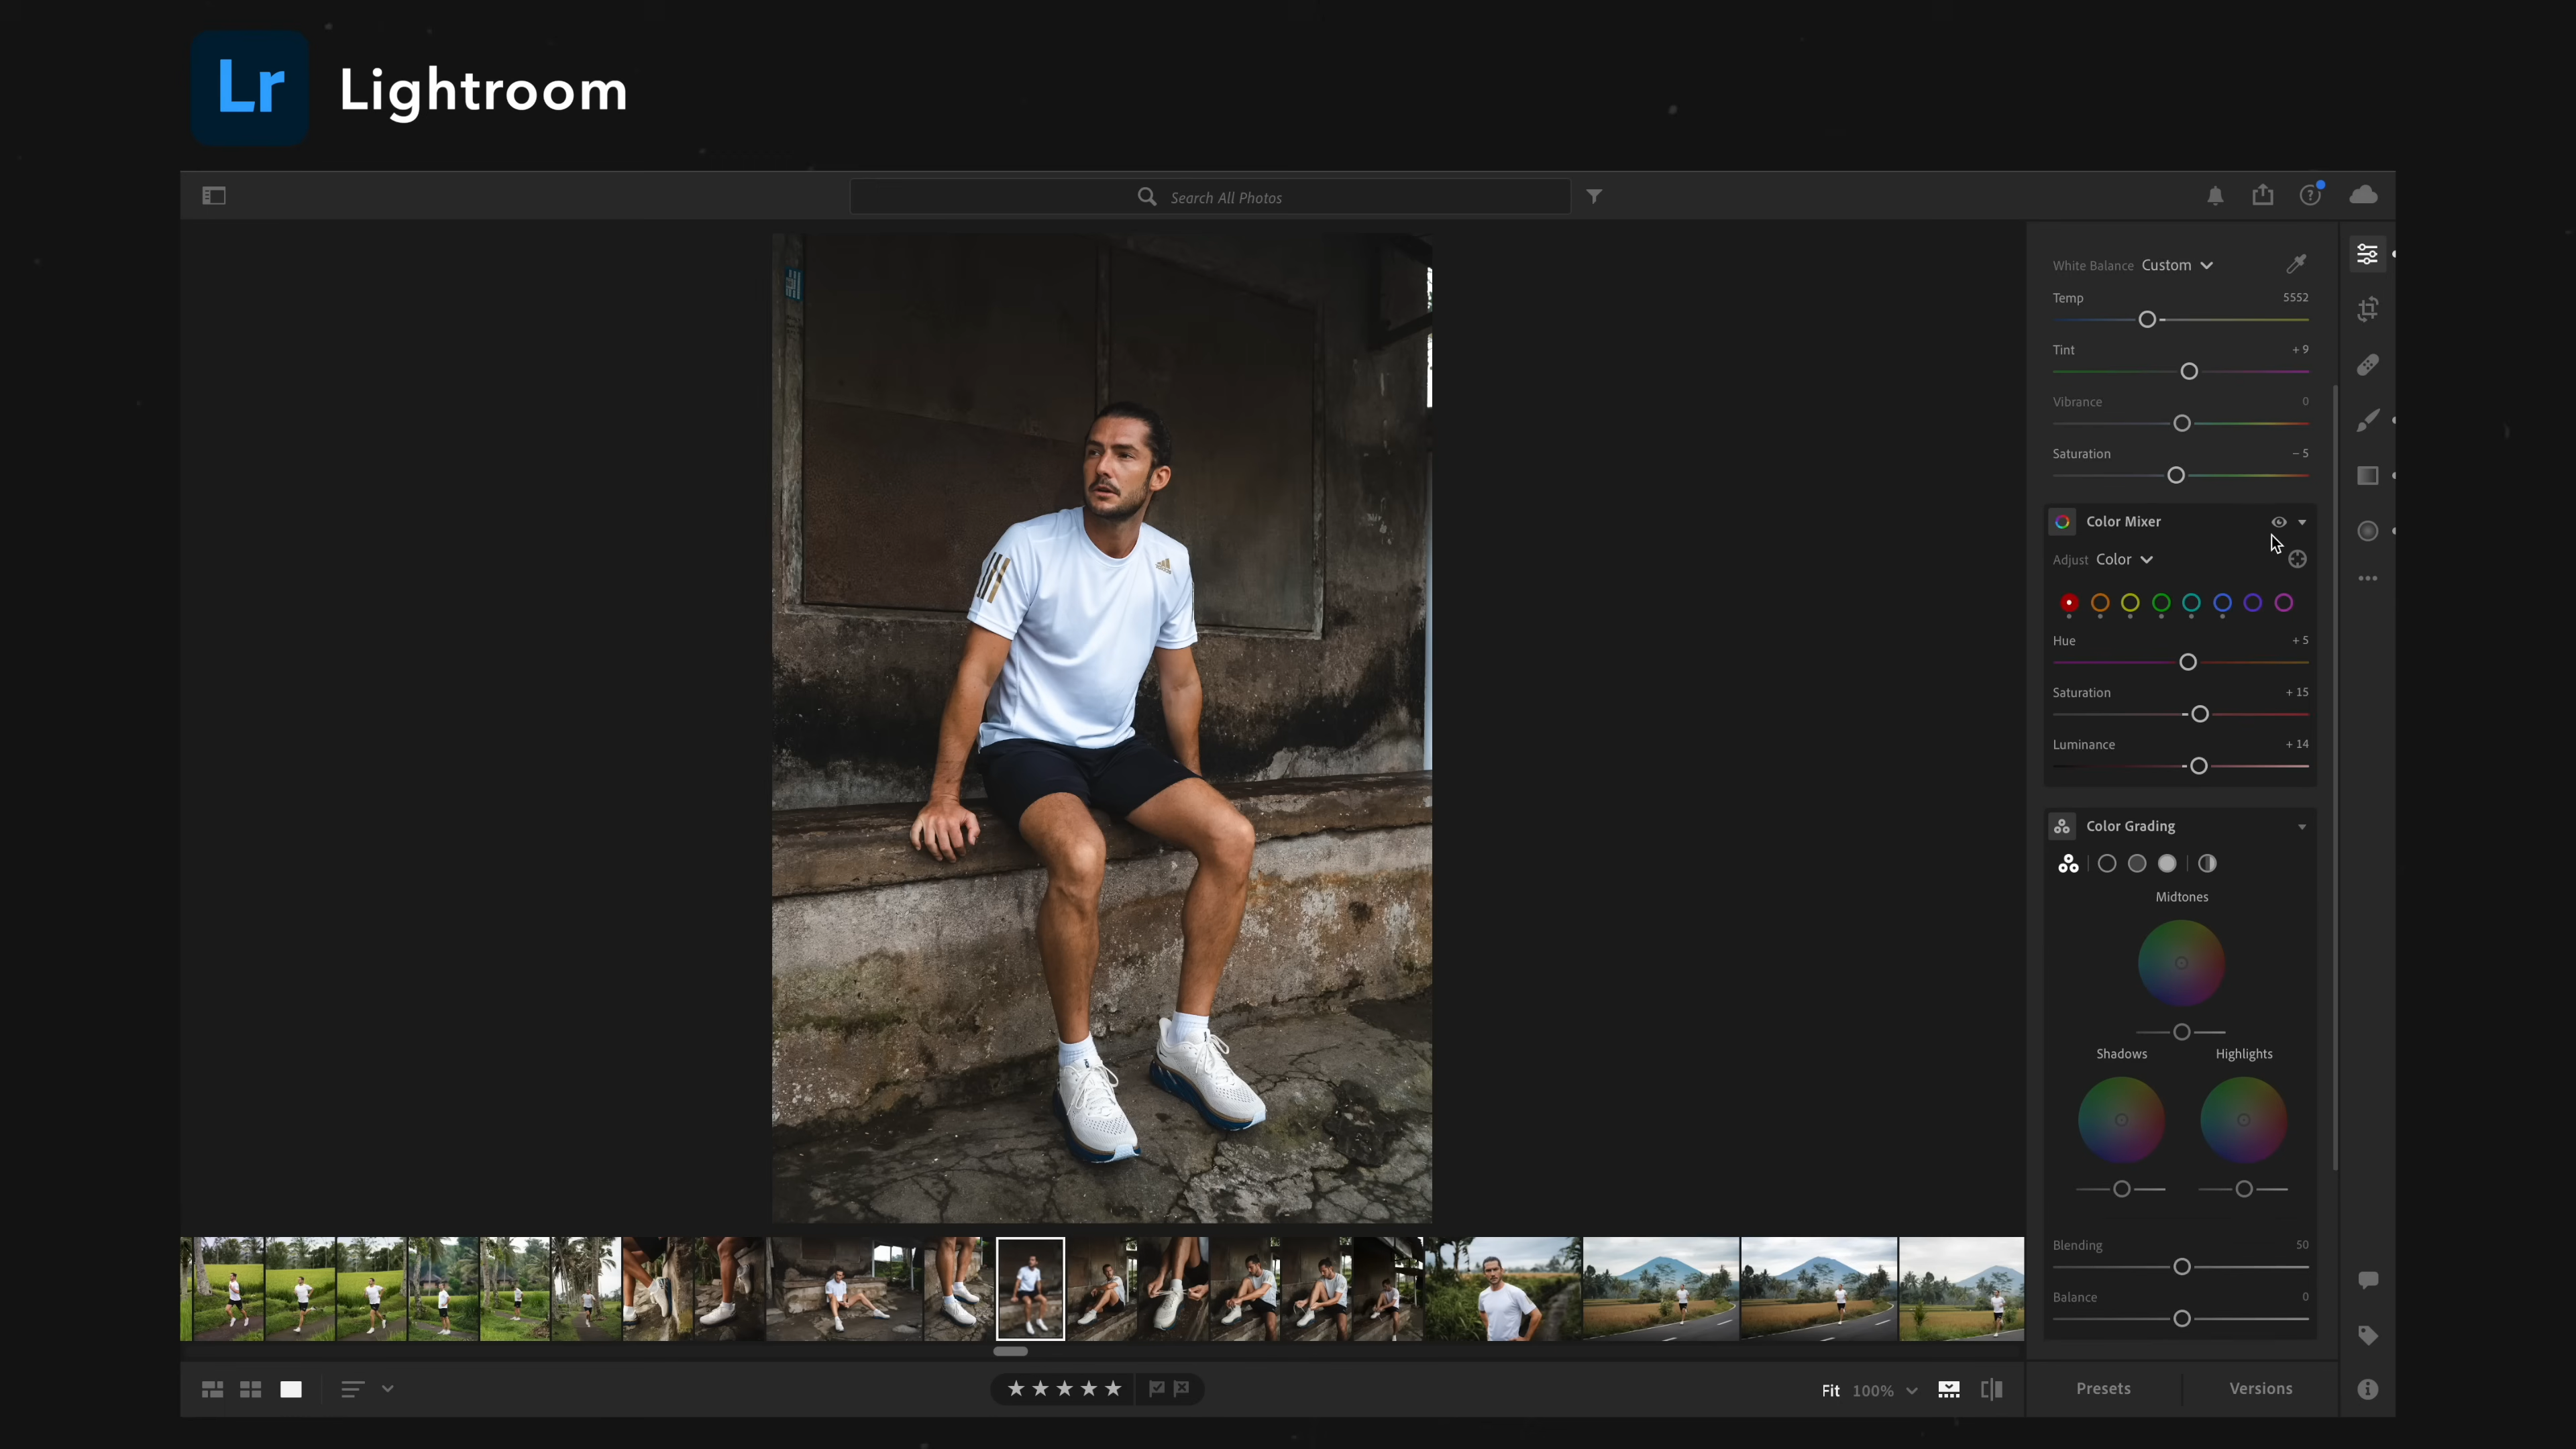 Lr Lightroom
Search All Photos
White Balance Custom
Temp 5552
Tint + 9
Vibrance 0
Saturation – 5
Color Mixer
Adjust Color
Hue + 5
Saturation + 15
Luminance + 14
Color Grading
Midtones
Shadows Highlights
Blending 50
Balance 0
Fit 100%
Presets Versions